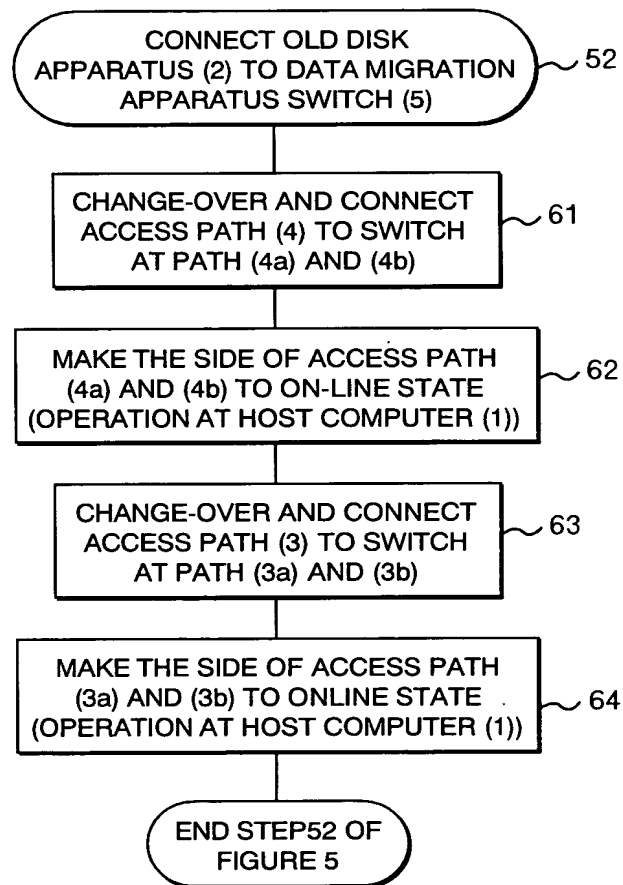 CONNECT OLD DISK
APPARATUS (2) TO DATA MIGRATION
APPARATUS SWITCH (5)
52
CHANGE-OVER AND CONNECT
ACCESS PATH (4) TO SWITCH
AT PATH (4a) AND (4b)
61
MAKE THE SIDE OF ACCESS PATH
(4a) AND (4b) TO ON-LINE STATE
(OPERATION AT HOST COMPUTER (1))
62
CHANGE-OVER AND CONNECT
ACCESS PATH (3) TO SWITCH
AT PATH (3a) AND (3b)
63
MAKE THE SIDE OF ACCESS PATH
(3a) AND (3b) TO ONLINE STATE
(OPERATION AT HOST COMPUTER (1))
64
END STEP52 OF
FIGURE 5